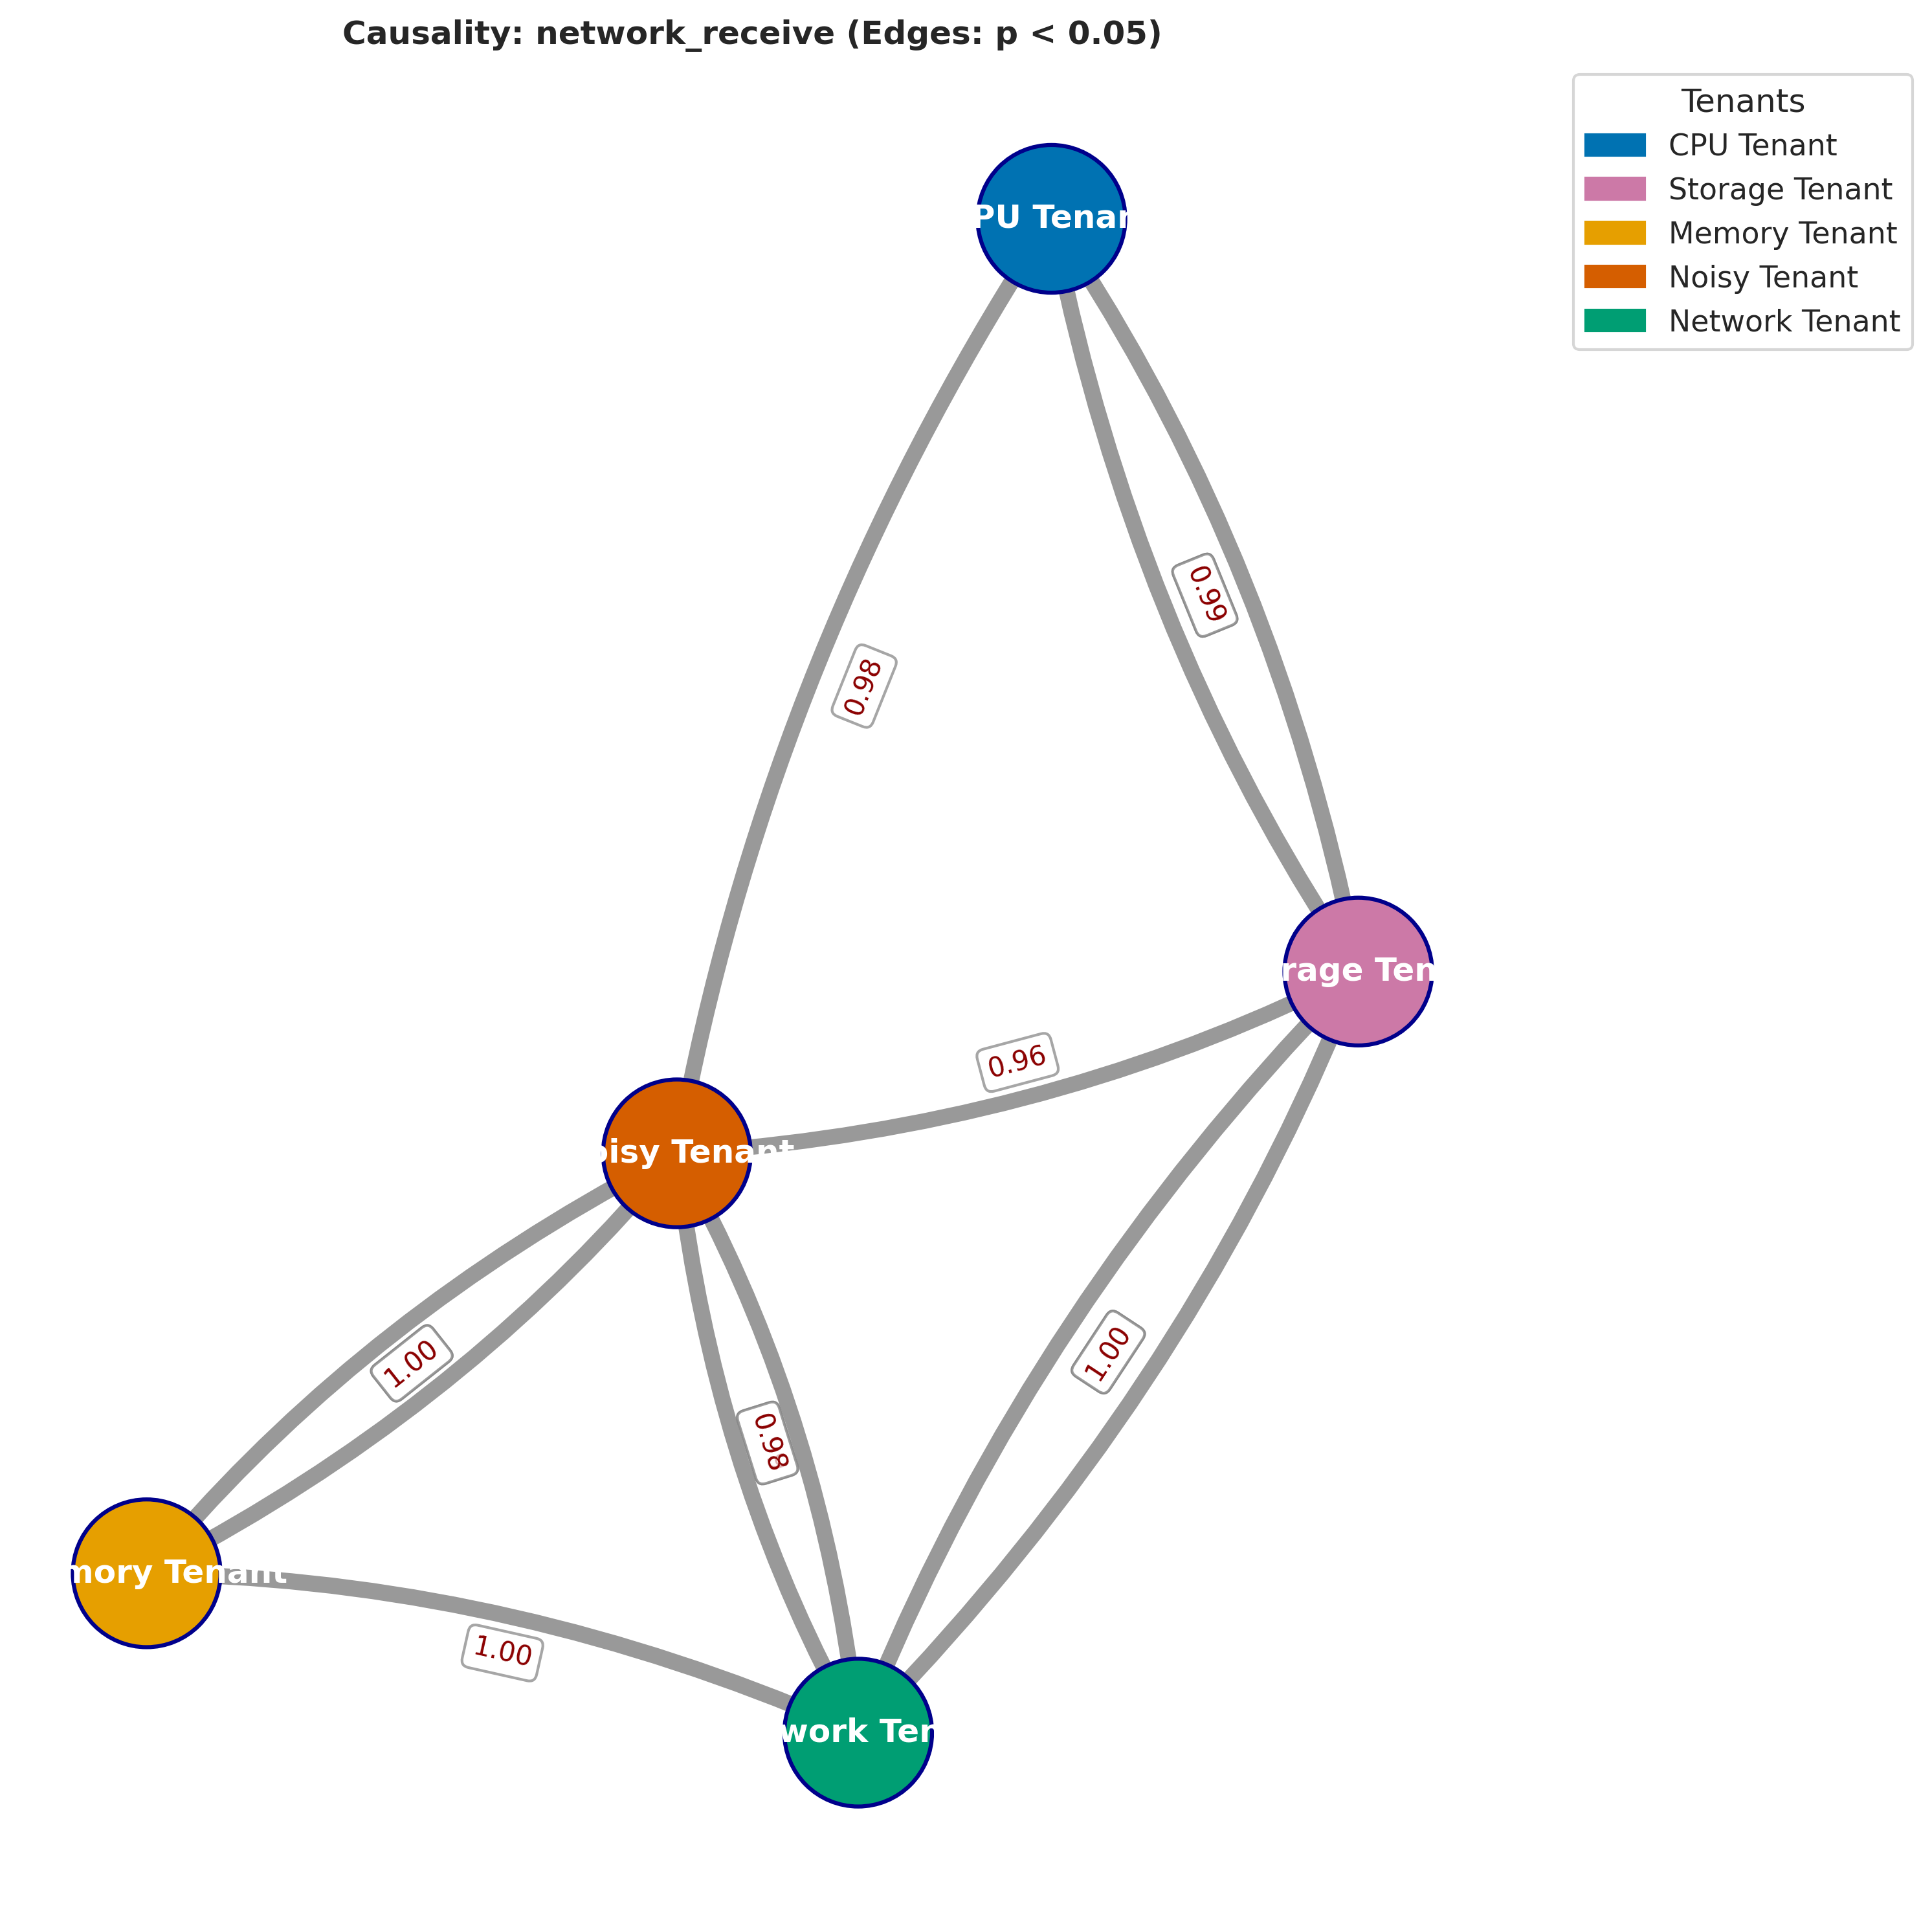 Causality: network_receive (Edges: p < 0.05)
Tenants
CPU Tenant
Storage Tenant
Memory Tenant
Noisy Tenant
Network Tenant
PU Tenan
0.99
0.98
rage Ten
0.96
oisy Tenant
1.00
1.00
0.98
mory Tenant
1.00
work Ten